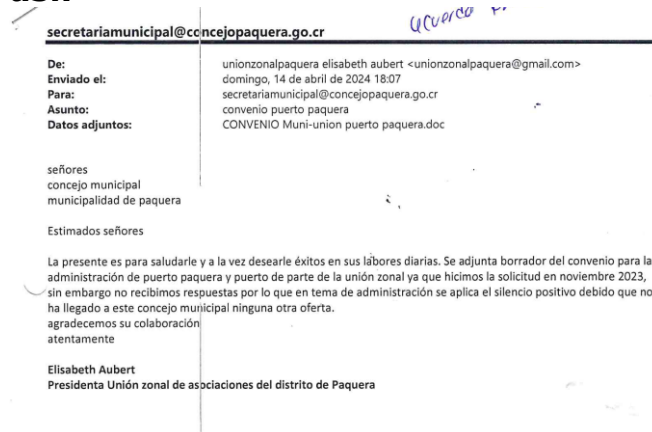 acuerdo
secretariamunicipal@concejopaquera.go.cr
De: unionzonalpaquera elisabeth aubert <unionzonalpaquera@gmail.com>
Enviado el: domingo, 14 de abril de 2024 18:07
Para: secretariamunicipal@concejopaquera.go.cr
Asunto: convenio puerto paquera
Datos adjuntos: CONVENIO Muni-union puerto paquera.doc
señores
concejo municipal
municipalidad de paquera
Estimados señores
La presente es para saludarle y a la vez desearle éxitos en sus labores diarias. Se adjunta borrador del convenio para la
administración de puerto paquera y puerto de parte de la unión zonal ya que hicimos la solicitud en noviembre 2023,
sin embargo no recibimos respuestas por lo que en tema de administración se aplica el silencio positivo debido que no
ha llegado a este concejo municipal ninguna otra oferta.
agradecemos su colaboración
atentamente
Elisabeth Aubert
Presidenta Unión zonal de asociaciones del distrito de Paquera